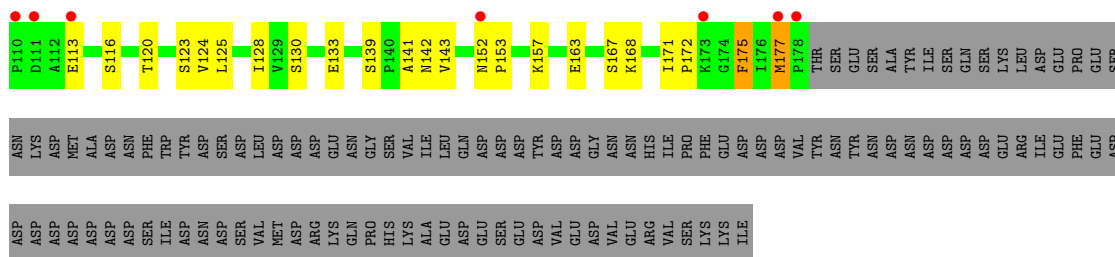 P110 D111 A112 E113 S116 T120 S123 V124 L125 I128 V129 S130 E133 S139 P140 A141 N142 V143 N152 P153 K157 E163 S167 K168 I171 P172 K173 G174 F175 I176 M177 P178 THR SER GLU SER ALA TYR ILE SER GLN SER LYS LEU ASP GLU PRO GLU SER
ASN LYS ASP MET ALA ASP ASN PHE TRP TYR ASP SER ASP LEU ASP ASP ASP GLU ASN GLY SER VAL ILE LEU GLN ASP ASP ASP TYR ASP ASP GLY ASN ASN HIS ILE PRO PHE GLU ASP ASP ASP VAL TYR ASN TYR ASN ASP ASN ASP ASP ASP ASP GLU ARG ILE GLU PHE GLU ASP
ASP ASP ASP ASP ASP ASP SER ILE ASP ASN ASP SER VAL MET ASP ARG LYS GLN PRO HIS LYS ALA GLU ASP GLU SER GLU ASP VAL GLU ASP VAL GLU ARG VAL SER LYS LYS ILE